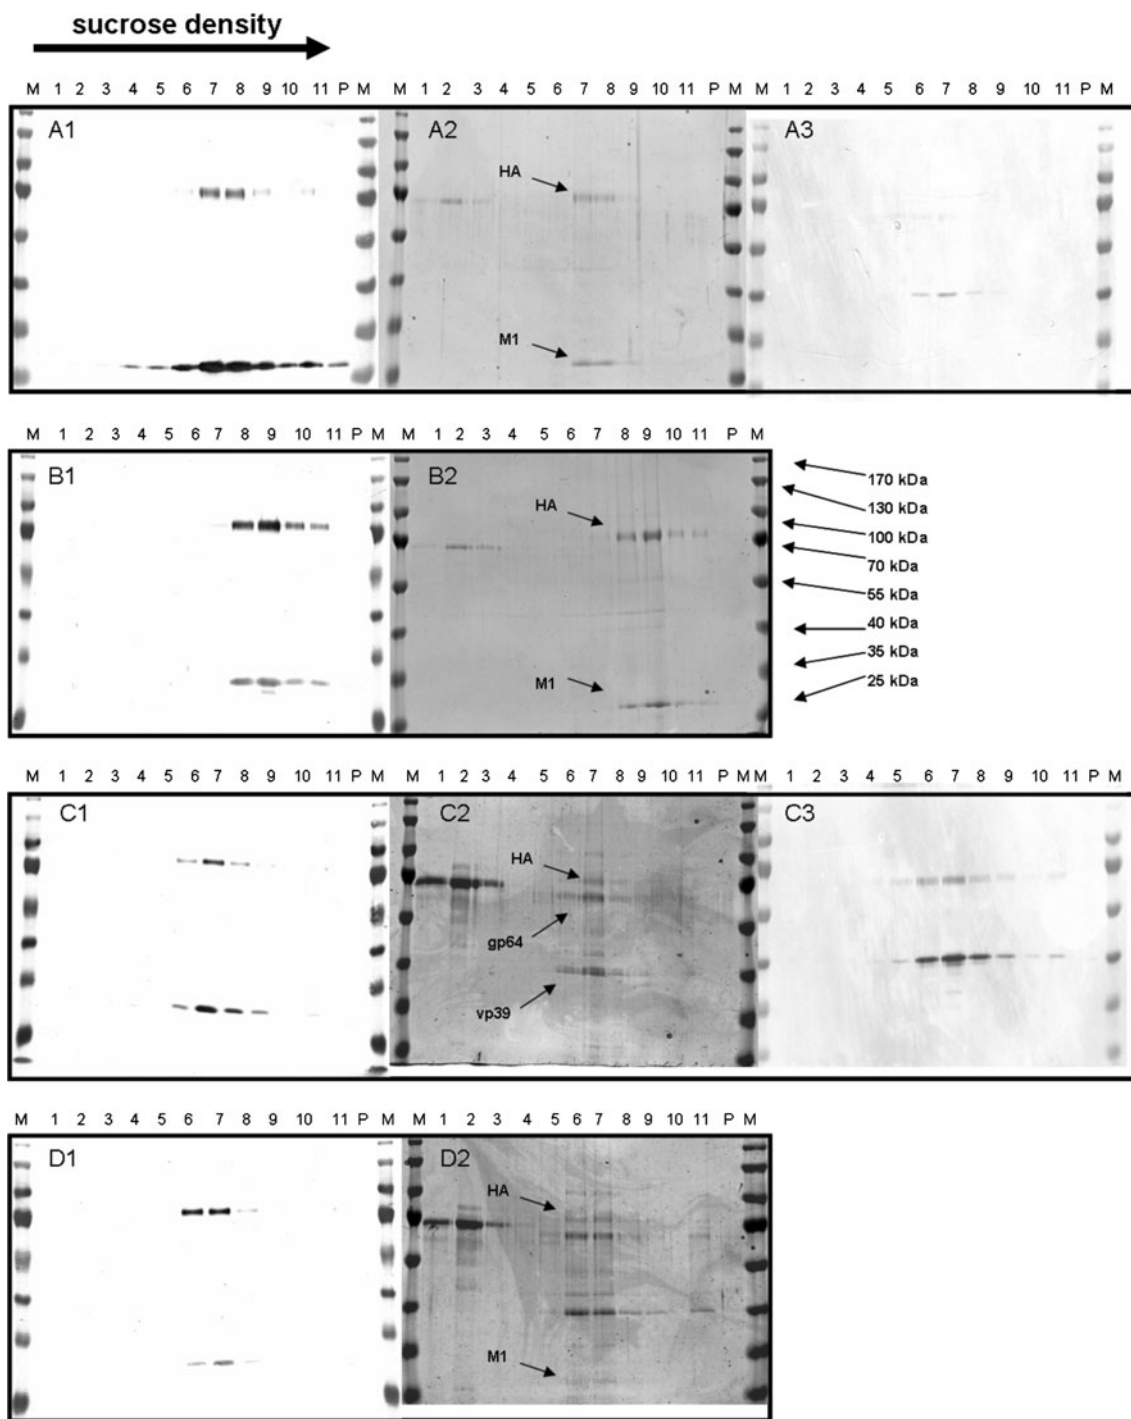 sucrose density
M 1 2 3 4 5 6 7 8 9 10 11 P M 1 2 3 4 5 6 7 8 9 10 11 P M M 1 2 3 4 5 6 7 8 9 10 11 P M
A1 A2 A3
HA
M1
M 1 2 3 4 5 6 7 8 9 10 11 M M 1 2 3 4 5 6 7 8 9 10 11 P M
B1 B2
HA
M1
170 kDa
130 kDa
100 kDa
70 kDa
55 kDa
40 kDa
35 kDa
25 kDa
M 1 2 3 4 5 6 7 8 9 10 11 P M M 1 2 3 4 5 6 7 8 9 10 11 P M M 1 2 3 4 5 6 7 8 9 10 11 P M
C1 C2 C3
HA
gp64
vp39
M 1 2 3 4 5 6 7 8 9 10 11 P M M 1 2 3 4 5 6 7 8 9 10 11 P M
D1 D2
HA
M1